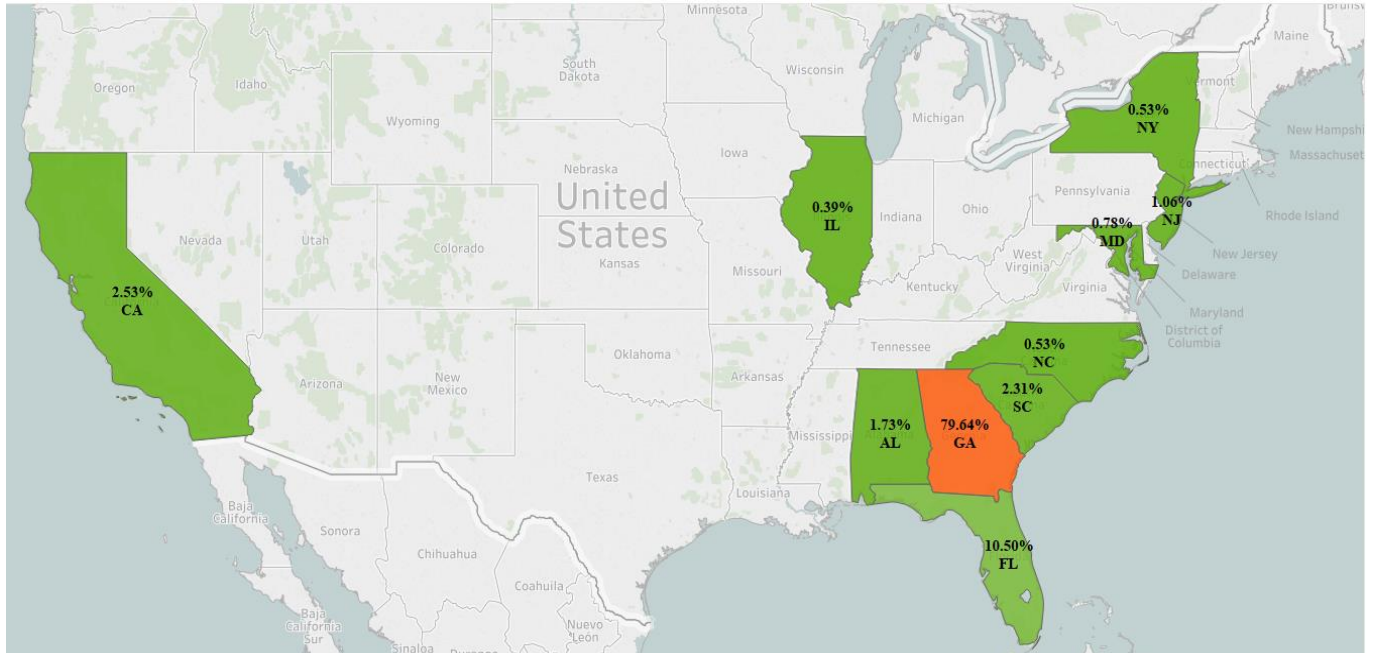 Minnesota
Maine
Oregon
Idaho
South
Dakota
Wisconsin
Vermont
Wyoming
Michigan
0.53%
NY
New Hampshi
Massachuset
Iowa
Nebraska
Connecticut
Pennsylvania
United
States
0.39%
IL
Indiana
Ohio
1.06%
NJ
Rhode Island
Nevada
Utah
Colorado
Kansas
Missouri
West
Virginia
0.78%
MD
New Jersey
Delaware
Kentucky
Virginia
2.53%
CA
Maryland
District of
Columbia
Tennessee
0.53%
NC
Oklahoma
Arizona
New
Mexico
Arkansas
2.31%
SC
Mississippi
1.73%
AL
79.64%
GA
Texas
Louisiana
Baja
California
Sonora
Chihuahua
10.50%
FL
Coahuila
Baja
California
Sur
Nuevo
León
Sinaloa
Durango